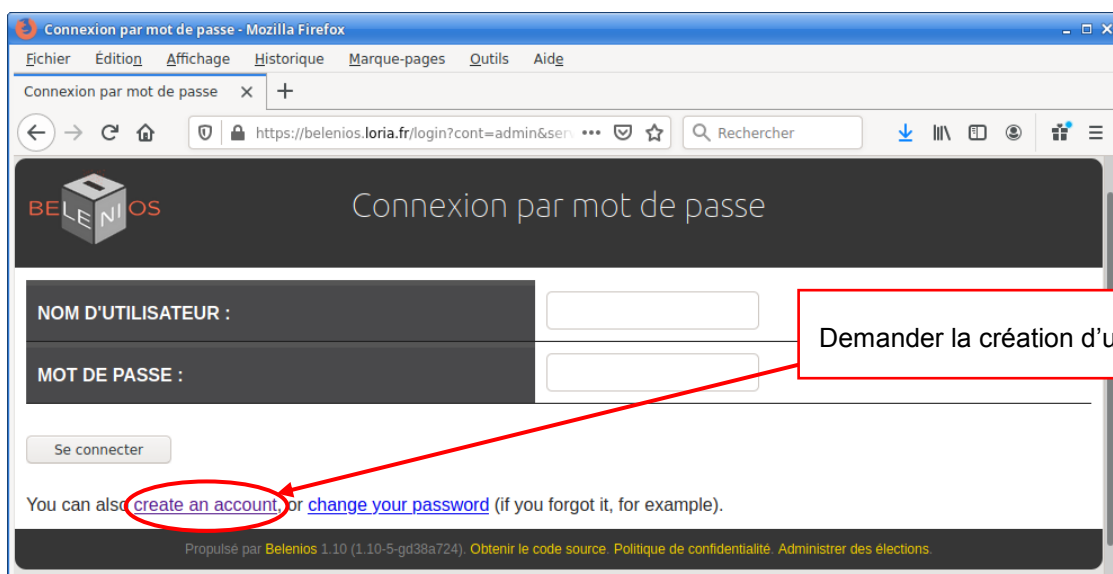 Connexion par mot de passe - Mozilla Firefox
Fichier Édition Affichage Historique Marque-pages Outils Aide
Connexion par mot de passe
https://belenios.loria.fr/login?cont=admin&ser
Rechercher
BELENIOS
Connexion par mot de passe
NOM D'UTILISATEUR :
Demander la création d’u
MOT DE PASSE :
Se connecter
You can also create an account, or change your password (if you forgot it, for example).
Propulsé par Belenios 1.10 (1.10-5-gd38a724). Obtenir le code source. Politique de confidentialité. Administrer des élections.